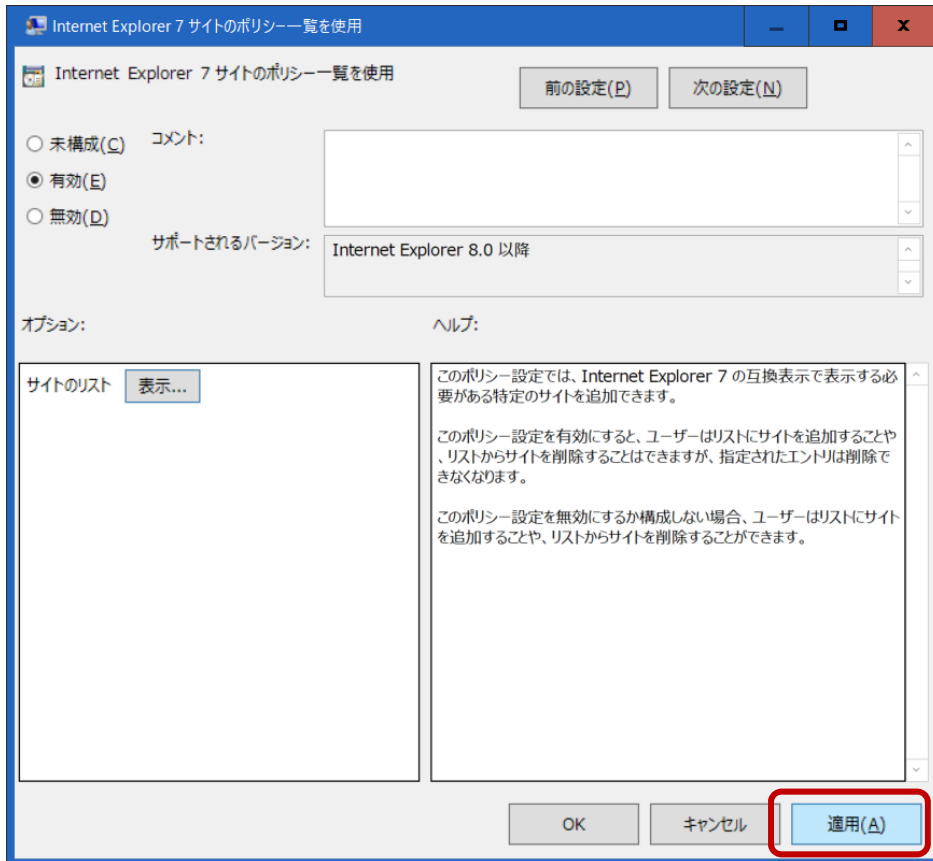 Internet Explorer 7 サイトのポリシー一覧を使用
Internet Explorer 7 サイトのポリシー一覧を使用
前の設定(P)
次の設定(N)
未構成(C)
コメント:
有効(E)
無効(D)
サポートされるバージョン:
Internet Explorer 8.0 以降
オプション:
ヘルプ:
サイトのリスト
表示...
このポリシー設定では、Internet Explorer 7 の互換表示で表示する必
要がある特定のサイトを追加できます。
このポリシー設定を有効にすると、ユーザーはリストにサイトを追加することや
、リストからサイトを削除することはできますが、指定されたエントリは削除で
きなくなります。
このポリシー設定を無効にするか構成しない場合、ユーザーはリストにサイト
を追加することや、リストからサイトを削除することができます。
OK
キャンセル
適用(A)